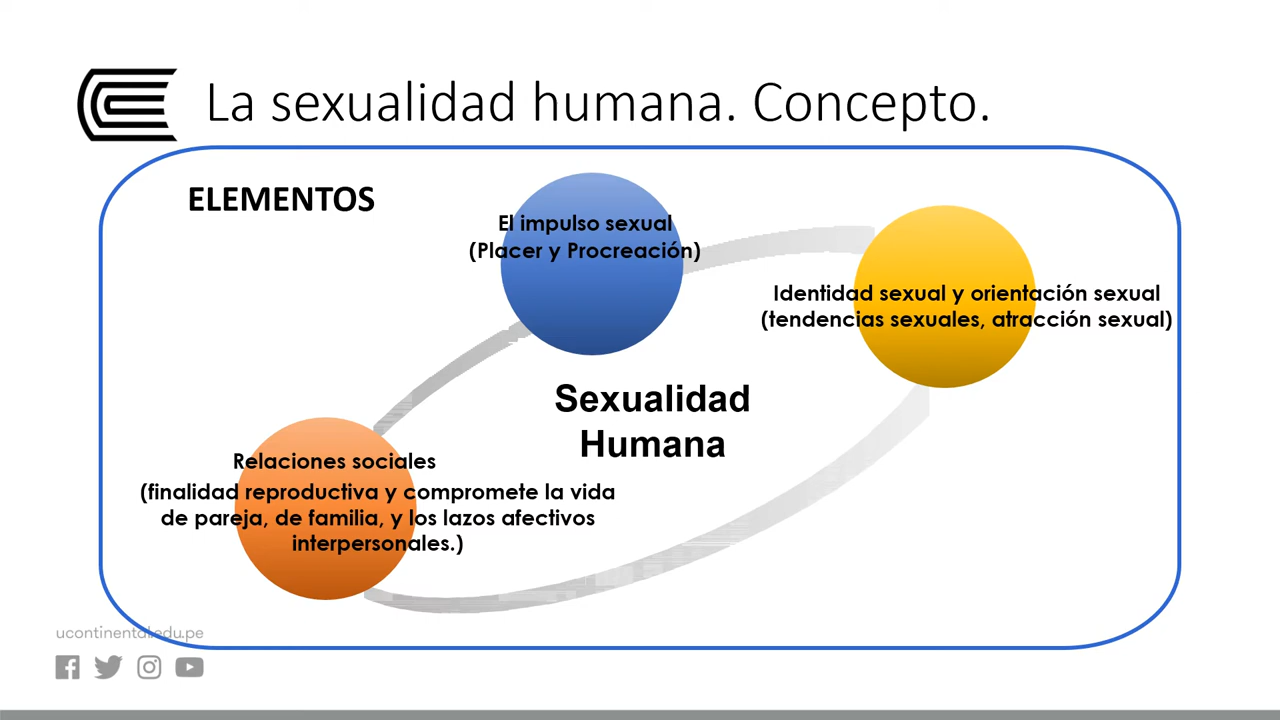 La sexualidad humana. Concepto.
ELEMENTOS
El impulso sexual
(Placer y Procreación)
Identidad sexual y orientación sexual
(tendencias sexuales, atracción sexual)
Sexualidad
Humana
Relaciones sociales
(finalidad reproductiva y compromete la vida
de pareja, de familia, y los lazos afectivos
interpersonales.)
ucontinental.edu.pe